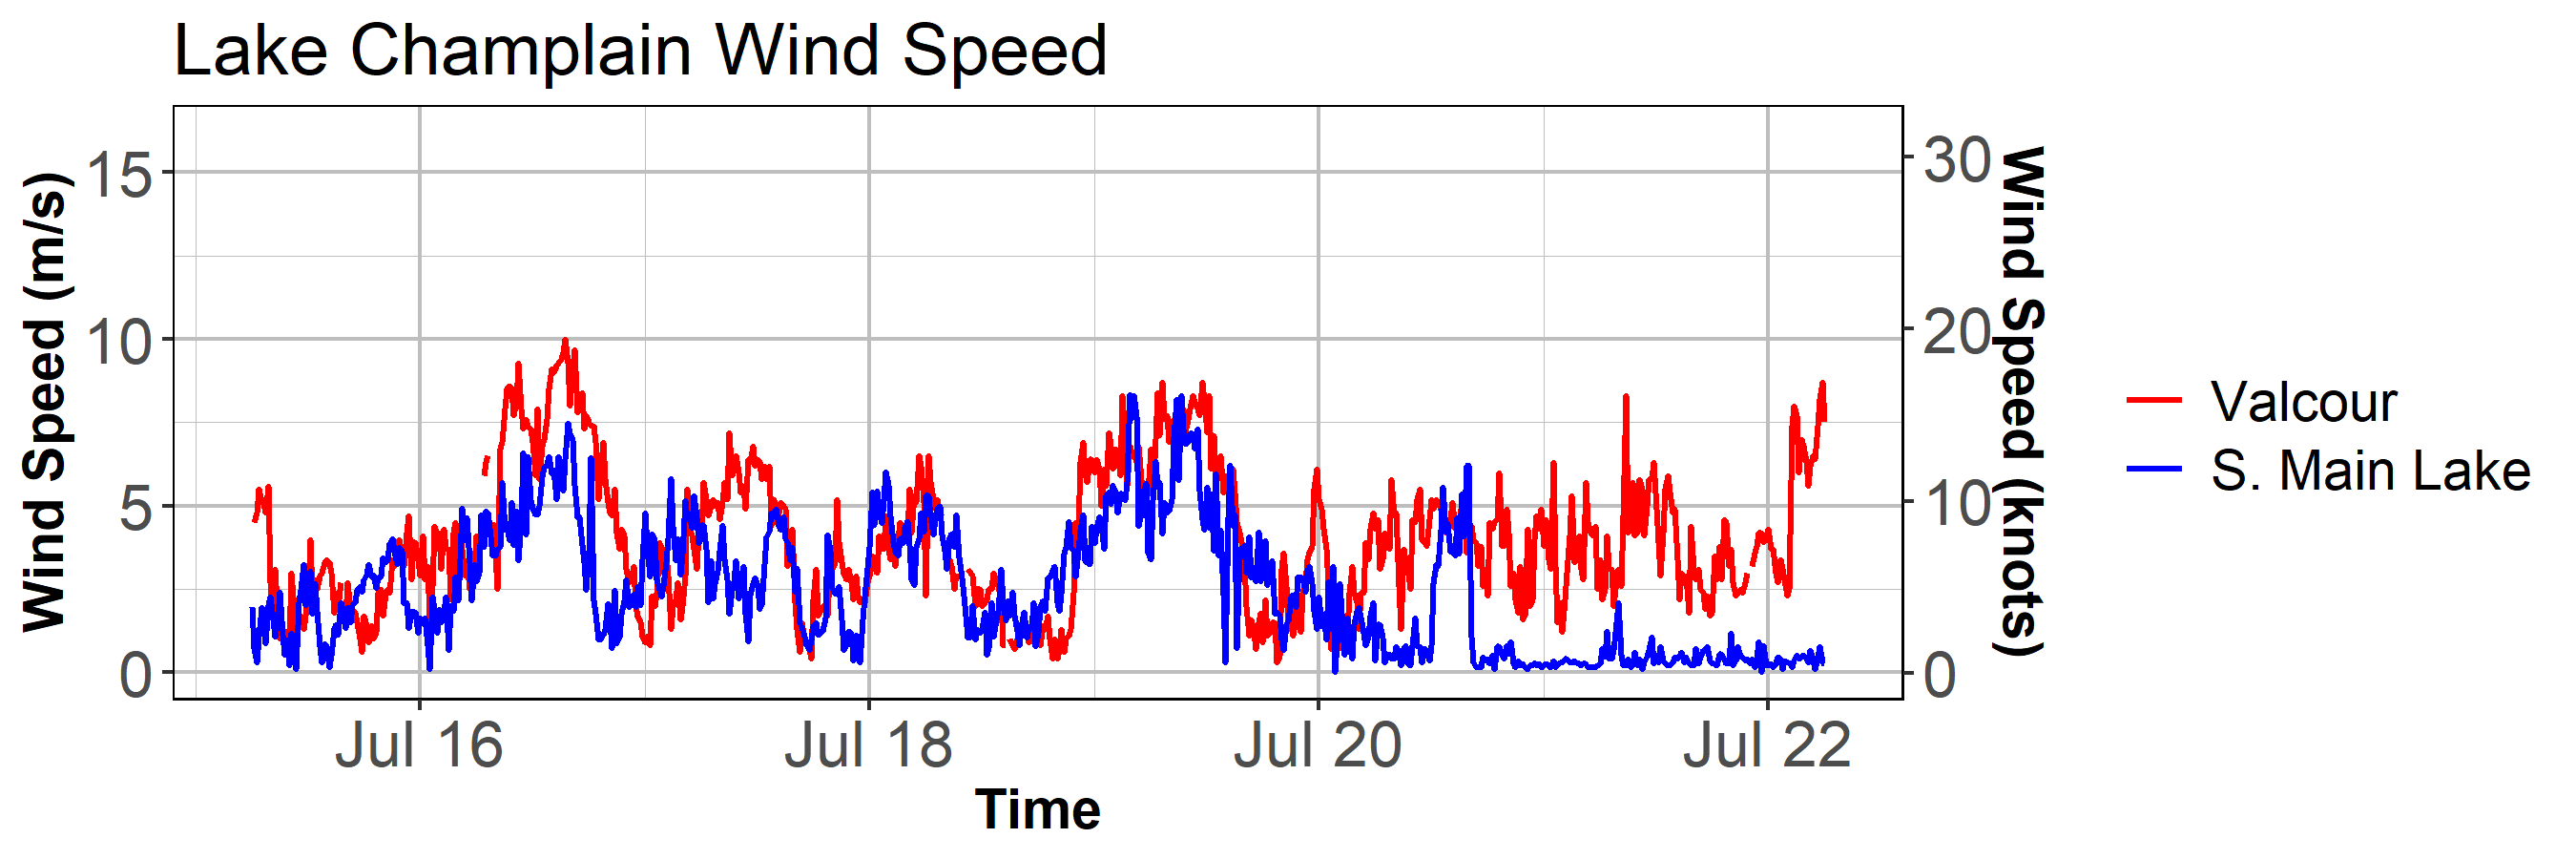 Lake Champlain Wind Speed
Wind Speed (m/s)
15
10
5
0
30
20
10
0
Wind Speed (knots)
Jul 16
Jul 18
Jul 20
Jul 22
Time
Valcour
S. Main Lake